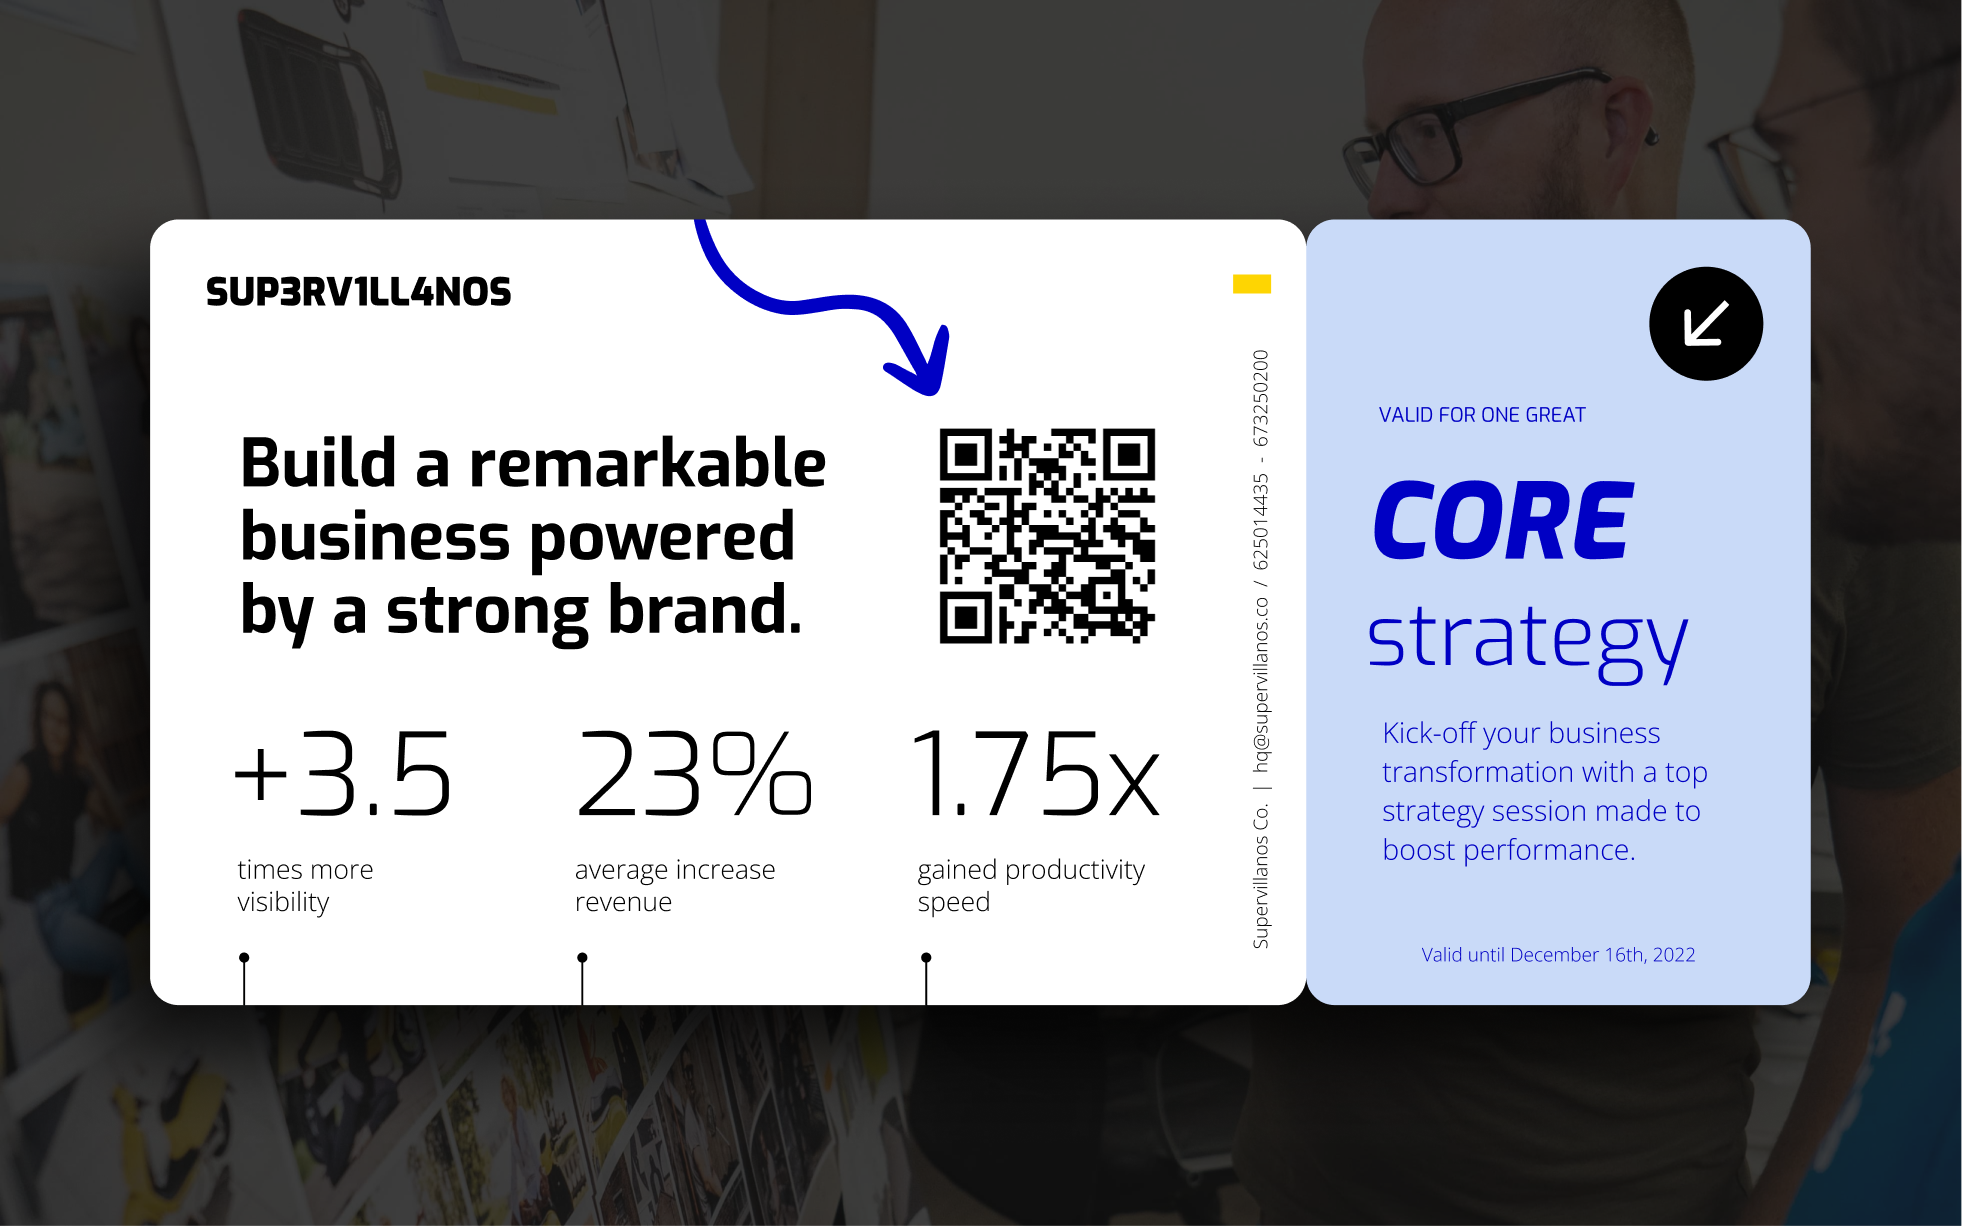 SUP3RV1LL4NOS
Build a remarkable
business powered
by a strong brand.
+3.5
times more
visibility
23%
average increase
revenue
1.75x
gained productivity
speed
Supervillanos Co. | hq@supervillanos.co / 625014435 - 673250200
VALID FOR ONE GREAT
CORE
strategy
Kick-off your business
transformation with a top
strategy session made to
boost performance.
Valid until December 16th, 2022